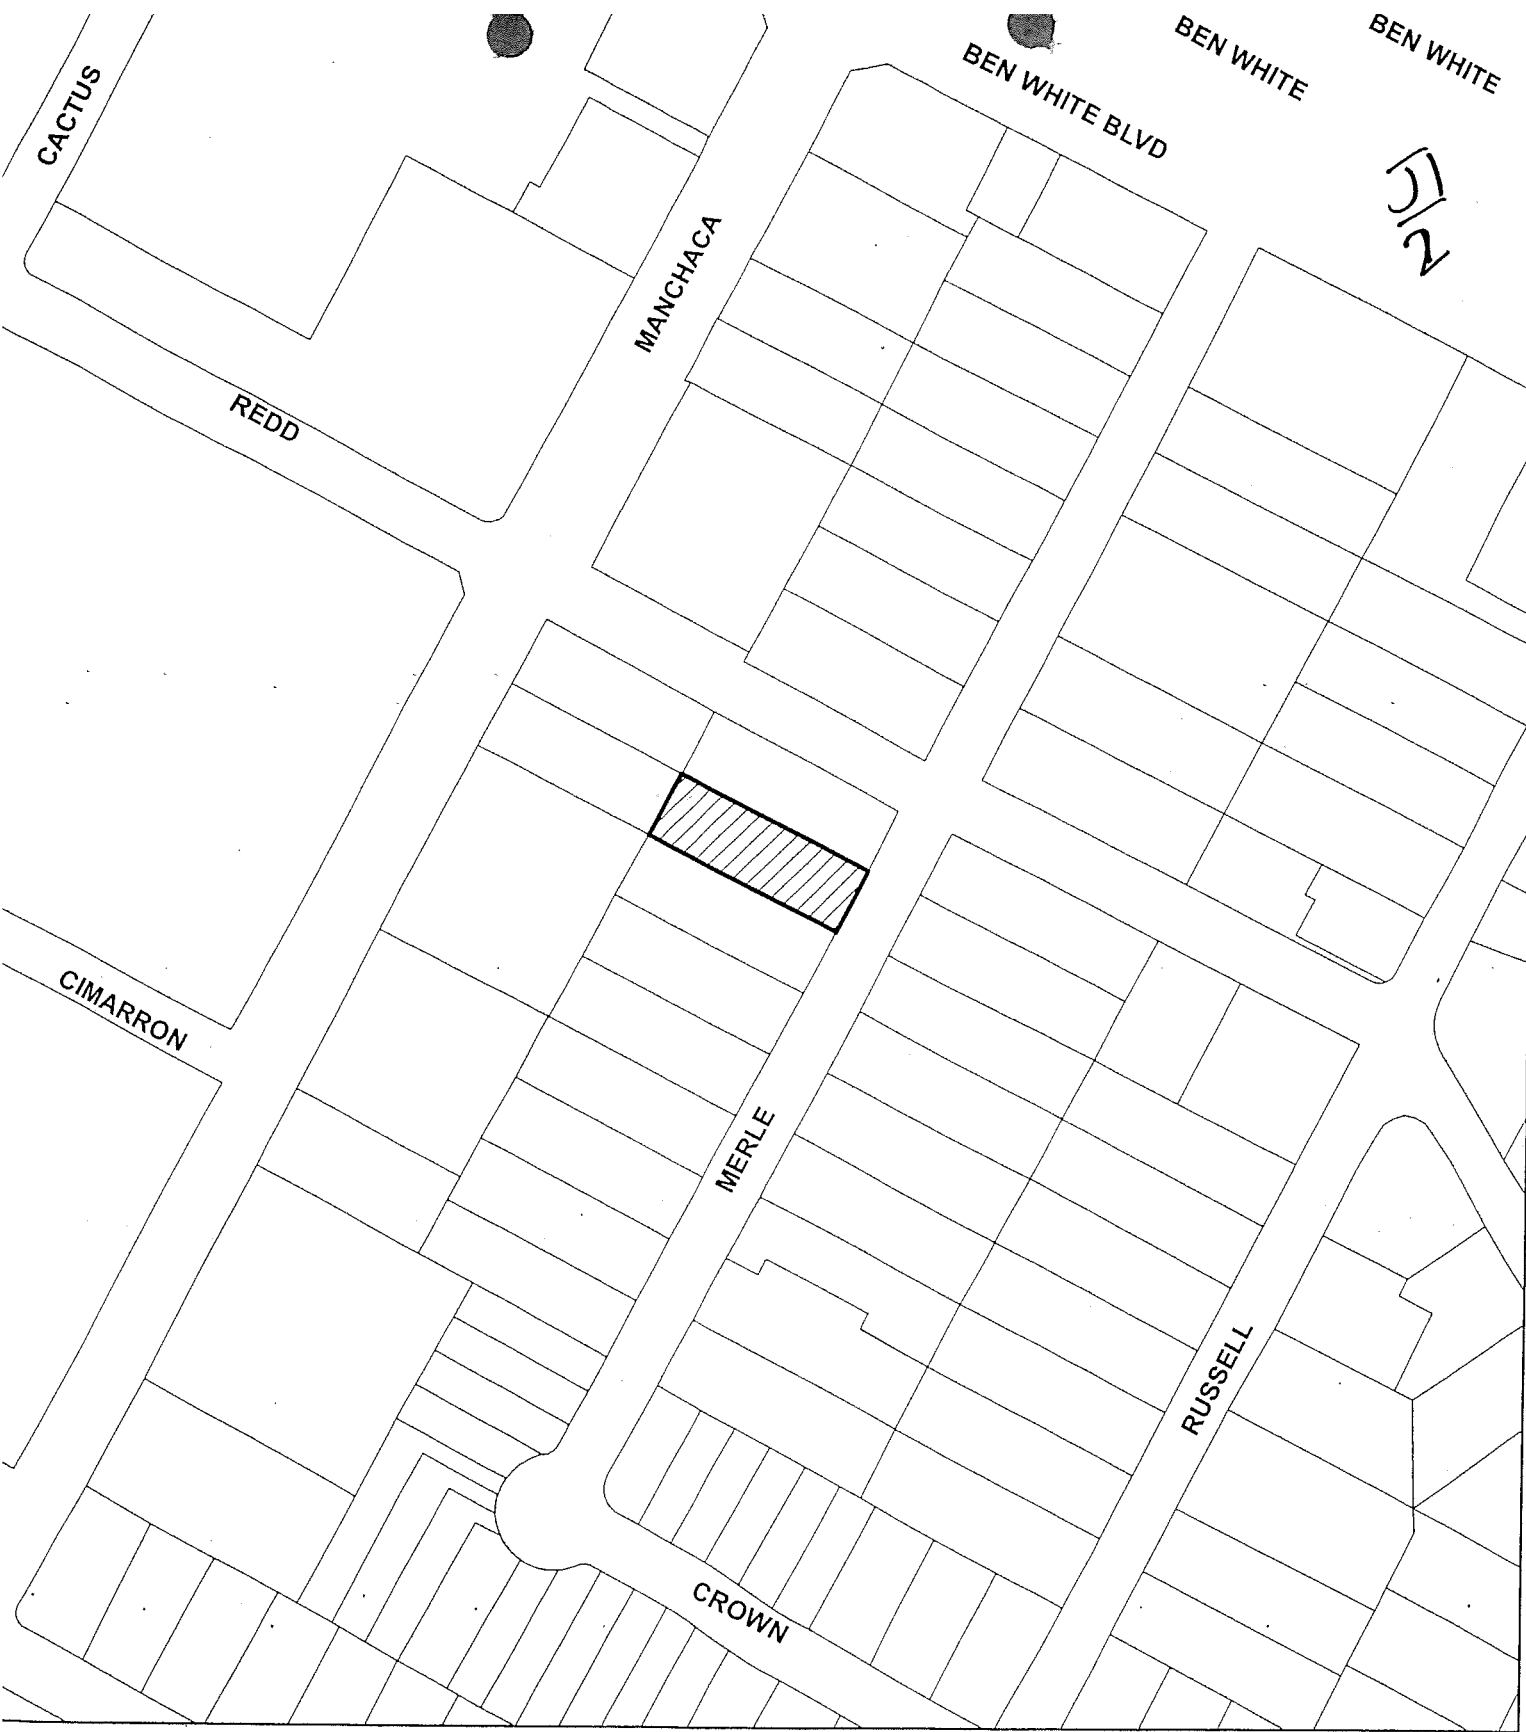 BEN WHITE
BEN WHITE
BEN WHITE BLVD
CACTUS
MANCHACA
REDD
CIMARRON
MERLE
RUSSELL
CROWN